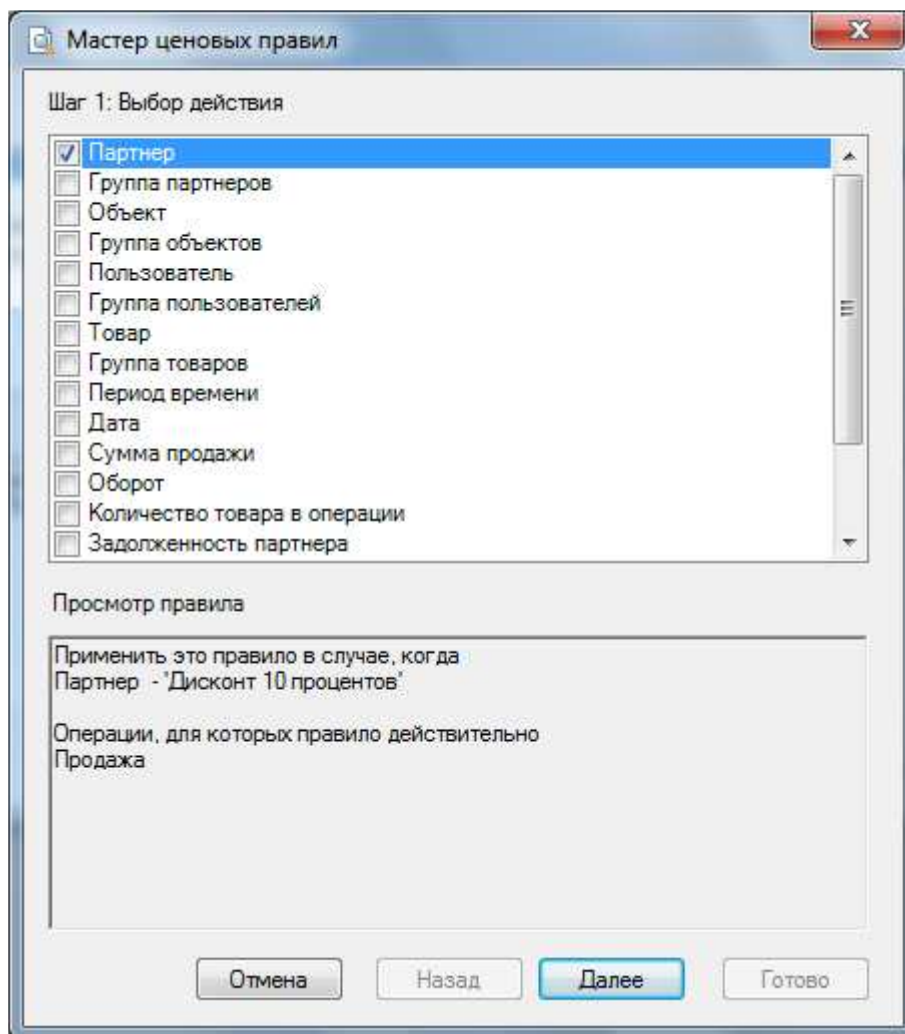 Мастер ценовых правил
Шаг 1: Выбор действия
Партнер
Группа партнеров
Объект
Группа объектов
Пользователь
Группа пользователей
Товар
Группа товаров
Период времени
Дата
Сумма продажи
Оборот
Количество товара в операции
Задолженность партнера
Просмотр правила
Применить это правило в случае, когда
Партнер - 'Дисконт 10 процентов'
Операции, для которых правило действительно
Продажа
Отмена Назад Далее Готово